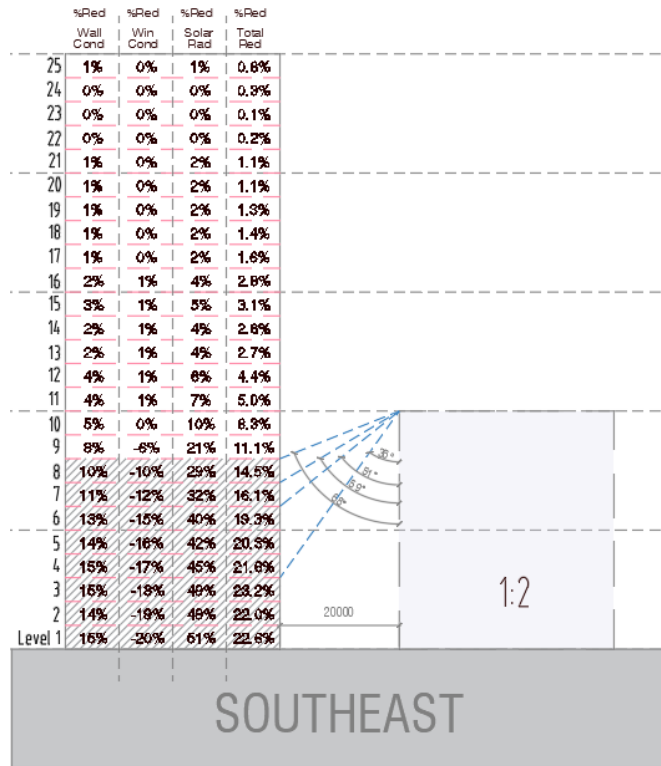 %Red %Red %Red %Red
Wall Win Solar Total
Cond Cond Rad Red
25 1% 0% 1% 0.6%
24 0% 0% 0% 0.3%
23 0% 0% 0% 0.1%
22 0% 0% 0% 0.2%
21 1% 0% 2% 1.1%
20 1% 0% 2% 1.1%
19 1% 0% 2% 1.3%
18 1% 0% 2% 1.4%
17 1% 0% 2% 1.6%
16 2% 1% 4% 2.8%
15 3% 1% 5% 3.1%
14 2% 1% 4% 2.8%
13 2% 1% 4% 2.7%
12 4% 1% 6% 4.4%
11 4% 1% 7% 5.0%
10 5% 0% 10% 6.3%
9 8% -6% 21% 11.1%
8 10% -10% 29% 14.5%
7 11% -12% 32% 16.1%
6 13% -15% 40% 19.3%
5 14% -16% 42% 20.3%
4 15% -17% 45% 21.6%
3 15% -18% 49% 23.2%
2 14% -19% 49% 22.0%
Level 1 15% -20% 51% 22.6%
35°
51°
59°
68°
20000
1:2
SOUTHEAST